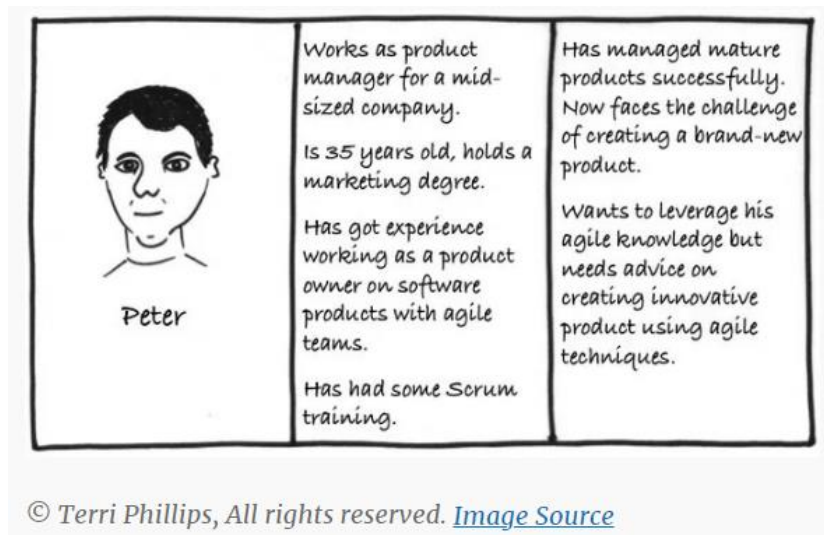 Peter
Works as product
manager for a mid-
sized company.
Is 35 years old, holds a
marketing degree.
Has got experience
working as a product
owner on software
products with agile
teams.
Has had some Scrum
training.
Has managed mature
products successfully.
Now faces the challenge
of creating a brand-new
product.
Wants to leverage his
agile knowledge but
needs advice on
creating innovative
product using agile
techniques.
© Terri Phillips, All rights reserved. Image Source